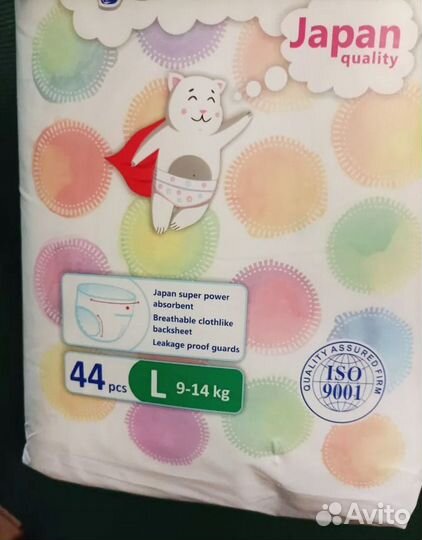 Japan
quality
Japan super power
absorbent
Breathable clothlike
backsheet
Leakage proof guards
44 pcs
L 9-14 kg
QUALITY ASSURED FIRM
ISO
9001
Avito